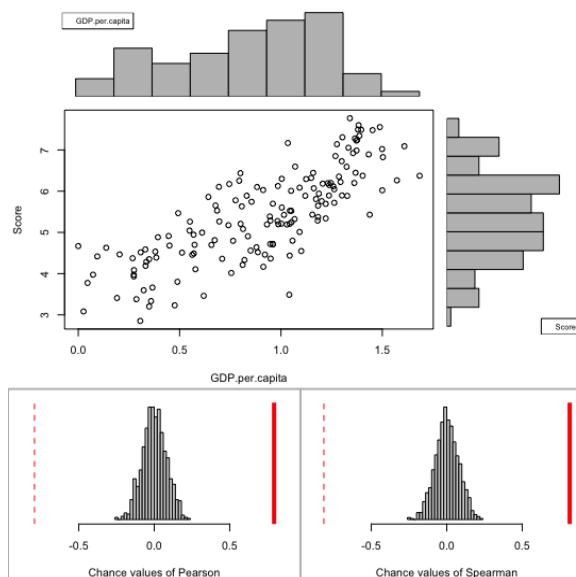 GDP.per.capita
Score
7
6
5
4
3
0.0 0.5 1.0 1.5
GDP.per.capita
Score
-0.5 0.0 0.5
Chance values of Pearson
-0.5 0.0 0.5
Chance values of Spearman